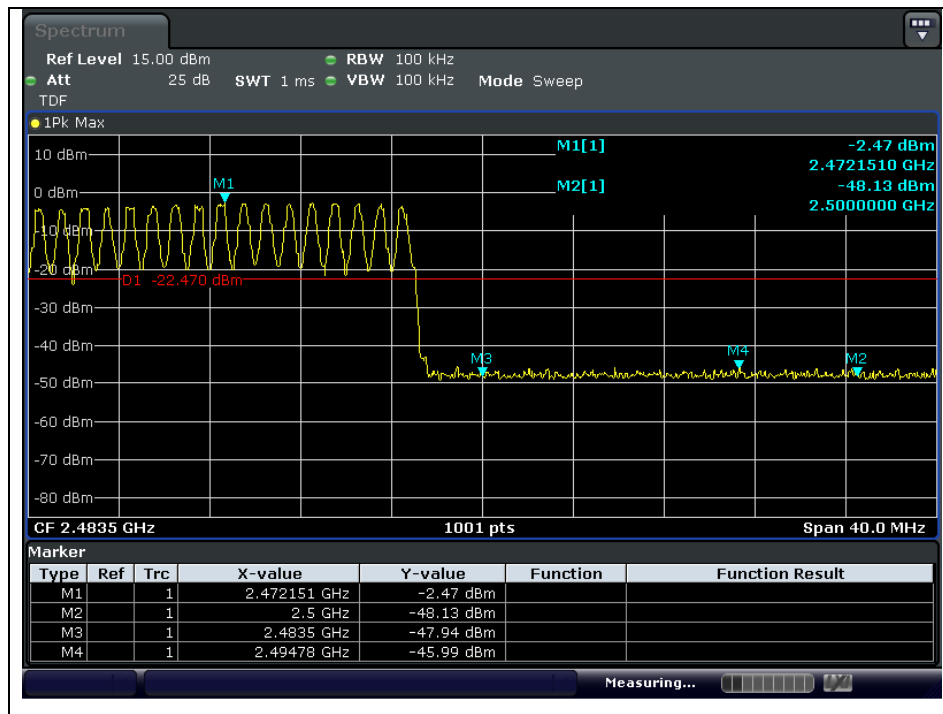 Spectrum
Ref Level 15.00 dBm RBW 100 kHz
Att 25 dB SWT 1 ms VBW 100 kHz Mode Sweep
TDF
1Pk Max
M1[1] -2.47 dBm
2.4721510 GHz
M2[1] -48.13 dBm
2.5000000 GHz
10 dBm
0 dBm
M1
-10 dBm
-20 dBm
D1 -22.470 dBm
-30 dBm
-40 dBm
M3
M4
M2
-50 dBm
-60 dBm
-70 dBm
-80 dBm
CF 2.4835 GHz 1001 pts Span 40.0 MHz
Marker
Type Ref Trc X-value Y-value Function Function Result
M1 1 2.472151 GHz -2.47 dBm
M2 1 2.5 GHz -48.13 dBm
M3 1 2.4835 GHz -47.94 dBm
M4 1 2.49478 GHz -45.99 dBm
Measuring...